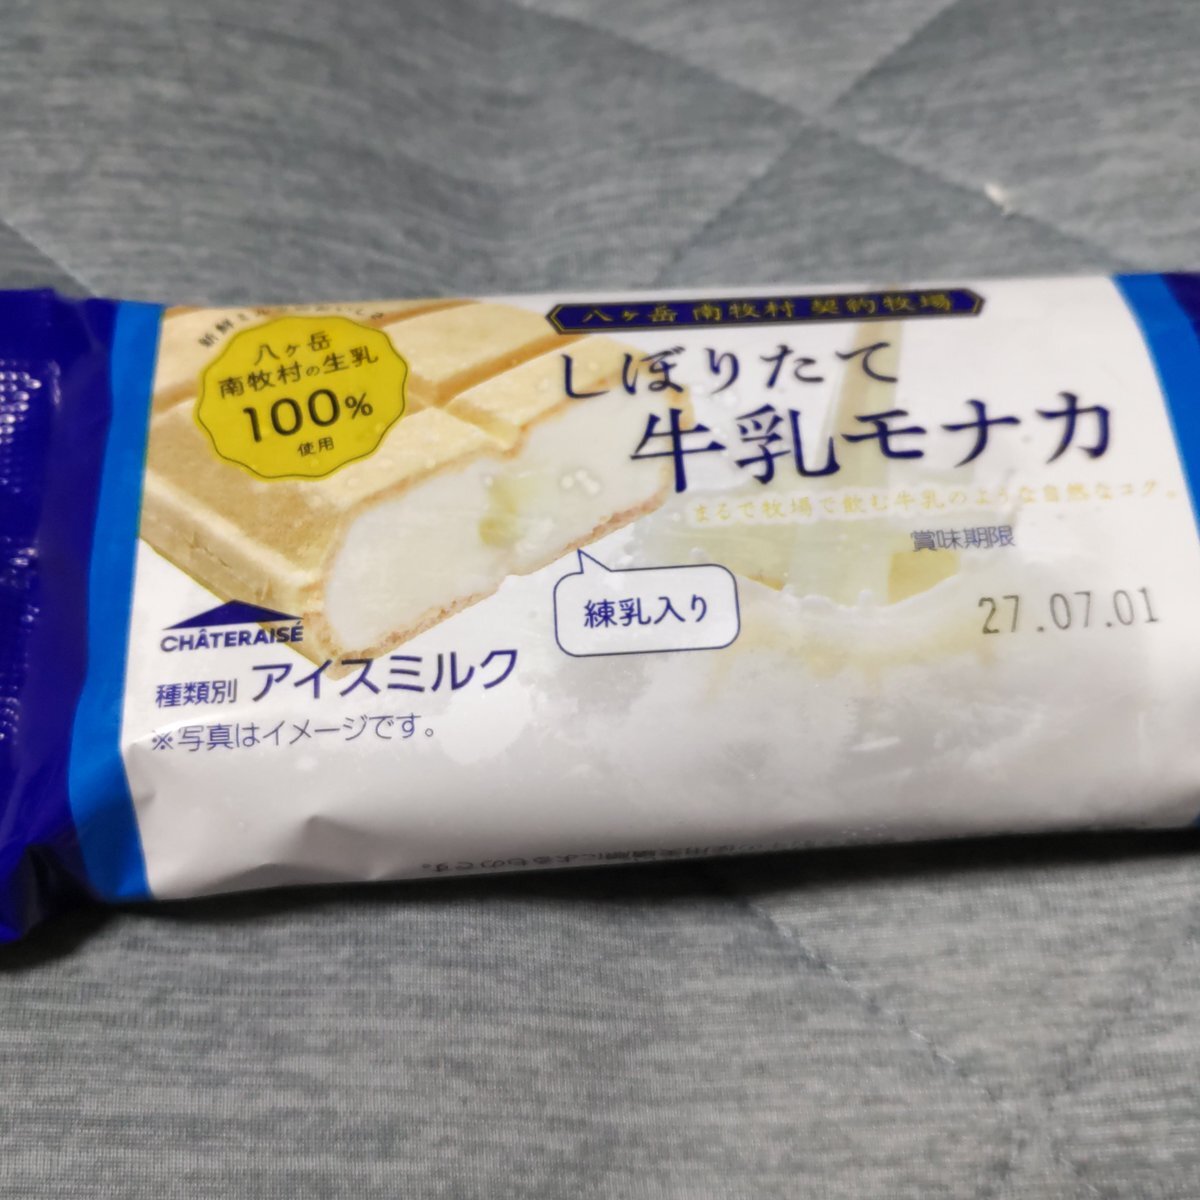 八ヶ岳 南牧村 契約牧場
しぼりたて
牛乳モナカ
まるで牧場で飲む牛乳のような自然なコク。
八ヶ岳
南牧村の生乳
100%
使用
賞味期限
27.07.01
練乳入り
CHÂTERAISÉ
種類別 アイスミルク
※写真はイメージです。